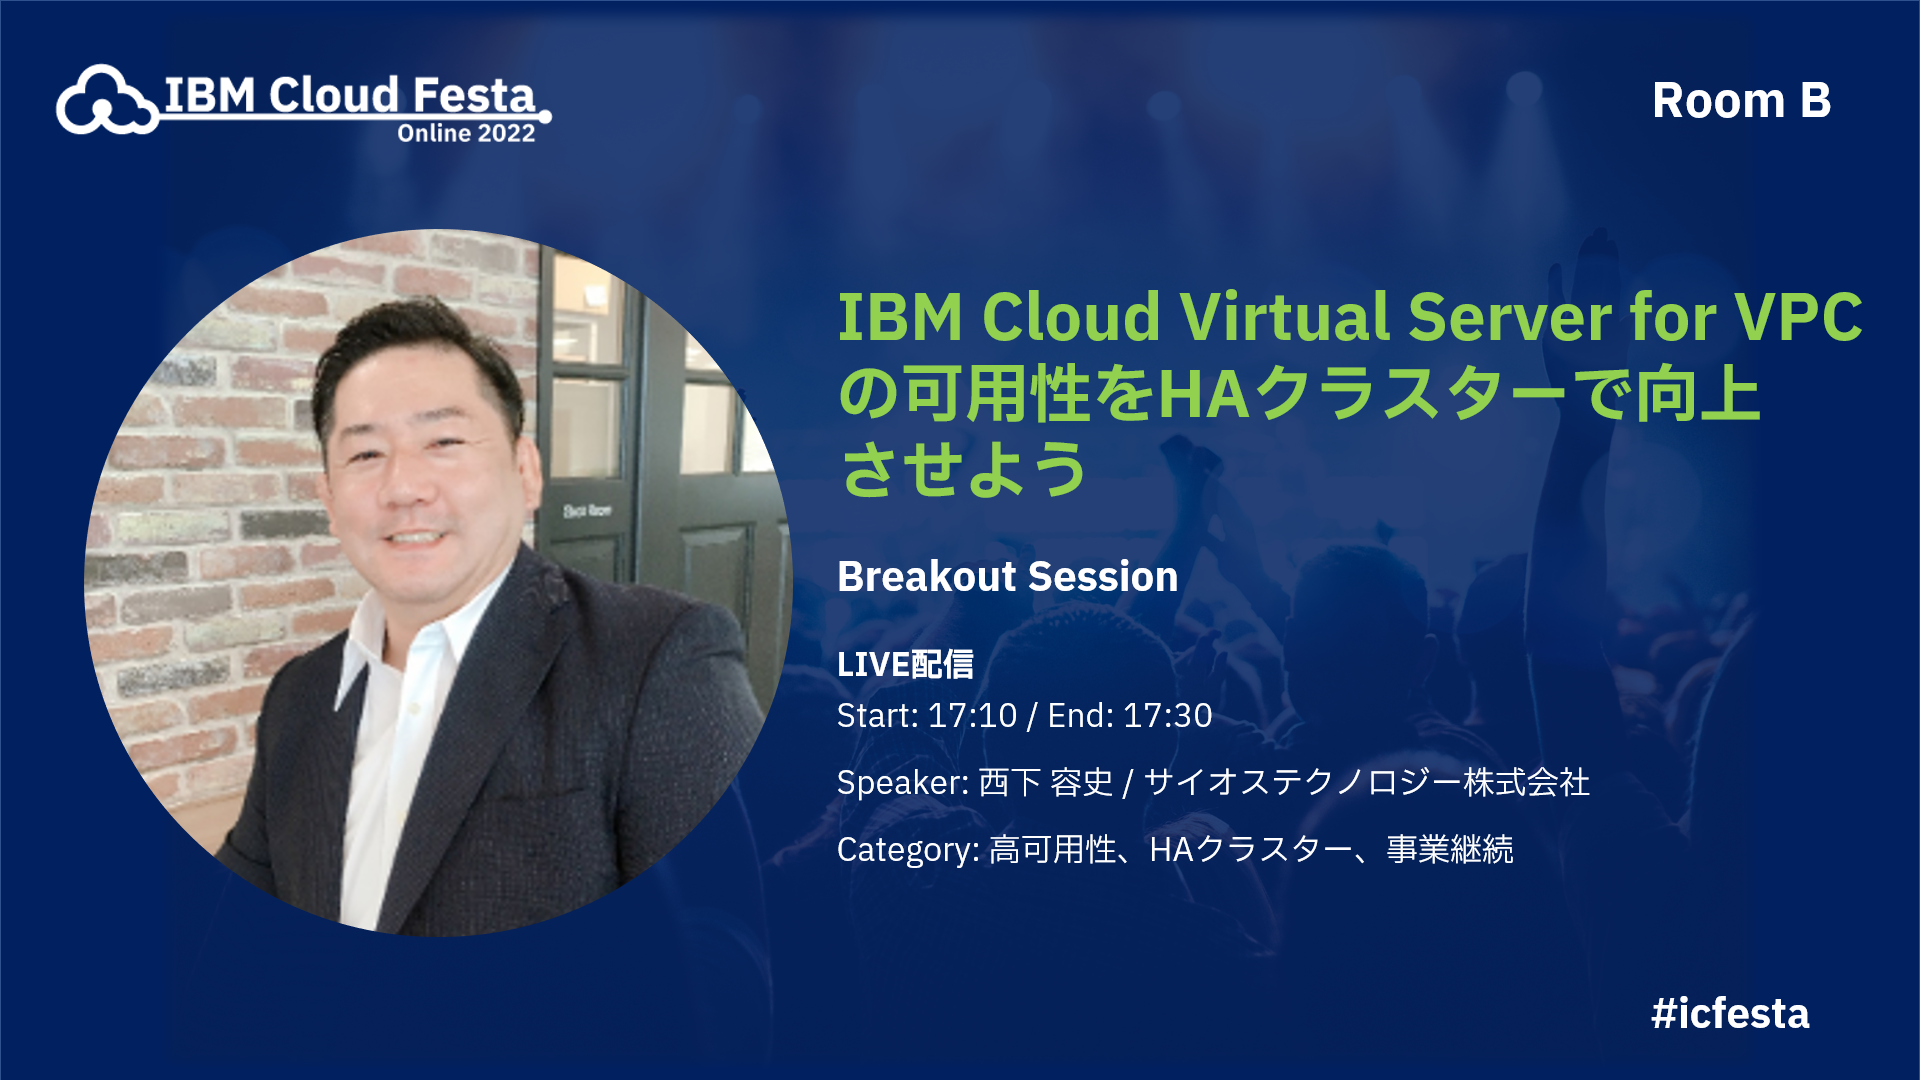 IBM Cloud Festa
Online 2022
Room B
IBM Cloud Virtual Server for VPC
の可用性をHAクラスターで向上
させよう
Breakout Session
LIVE配信
Start: 17:10 / End: 17:30
Speaker: 西下 容史 / サイオステクノロジー株式会社
Category: 高可用性、HAクラスター、事業継続
#icfesta